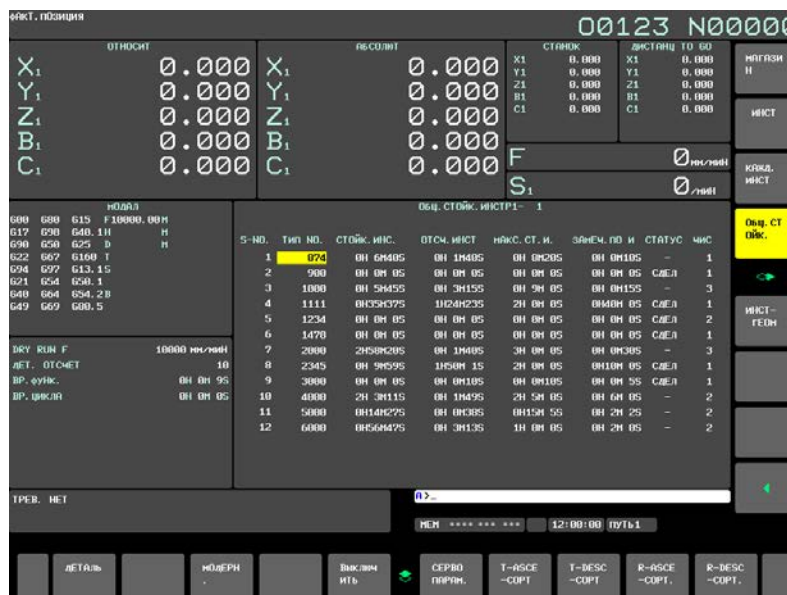 ФАКТ. ПОЗИЦИЯ
O0123 N00000
ОТНОСИТ
X1 0.000
Y1 0.000
Z1 0.000
B1 0.000
C1 0.000
АБСОЛЮТ
X1 0.000
Y1 0.000
Z1 0.000
B1 0.000
C1 0.000
СТАНОК
X1 0.000
Y1 0.000
Z1 0.000
B1 0.000
C1 0.000
ДИСТАНЦ TO GO
X1 0.000
Y1 0.000
Z1 0.000
B1 0.000
C1 0.000
F 0 ММ/МИН
S1 0 /МИН
МОДАЛ
G00 G80 G15 F10000.00 M
G17 G98 G40.1 H M
G90 G50 G25 D M
G22 G67 G160 T
G94 G97 G13.1 S
G21 G54 G50.1
G40 G64 G54.2 B
G49 G69 G80.5
DRY RUN F 10000 ММ/МИН
ДЕТ. ОТСЧЕТ 10
ВР. ФУНК. 0H 0M 9S
ВР. ЦИКЛА 0H 0M 0S
ОБЩ. СТОЙК. ИНСТР1- 1
S-NO. ТИП NO. СТОЙК. ИНС. ОТСЧ. ИНСТ МАКС. СТ. И. ЗАМЕЧ. ПО И СТАТУС ЧИС
1 874 0H 6M40S 0H 1M40S 0H 0M20S 0H 0M10S - 1
2 900 0H 0M 0S 0H 0M 0S 0H 0M 0S 0H 0M 0S СДЕЛ 1
3 1000 0H 5M45S 0H 3M15S 0H 9M 0S 0H 0M15S - 3
4 1111 0H35M37S 1H24M23S 2H 0M 0S 0H40M 0S СДЕЛ 1
5 1234 0H 0M 0S 0H 0M 0S 0H 0M 0S 0H 0M 0S СДЕЛ 2
6 1470 0H 0M 0S 0H 0M 0S 0H 0M 0S 0H 0M 0S СДЕЛ 1
7 2000 2H58M20S 0H 1M40S 3H 0M 0S 0H 0M30S - 3
8 2345 0H 9M59S 1H50M 1S 2H 0M 0S 0H10M 0S СДЕЛ 1
9 3000 0H 0M 0S 0H 0M10S 0H 0M10S 0H 0M 5S СДЕЛ 1
10 4000 2H 3M11S 0H 1M49S 2H 5M 0S 0H 6M 0S - 2
11 5000 0H14M27S 0H 0M38S 0H15M 5S 0H 2M 2S - 2
12 6000 0H56M47S 0H 3M13S 1H 0M 0S 0H 2M 0S - 2
ТРЕВ. НЕТ
A>_
MEM **** *** ***
12:00:00
ПУТЬ1
МАГАЗИ
Н
ИНСТ
КАЖД.
ИНСТ
ОБЩ. СТ
ОЙК.
ИНСТ-
ГЕОМ
ДЕТАЛЬ
МОДЕРН
.
ВЫКЛЮЧ
ИТЬ
СЕРВО
ПАРАМ.
T-ASCE
-СОРТ
T-DESC
-СОРТ
R-ASCE
-СОРТ.
R-DESC
-СОРТ.